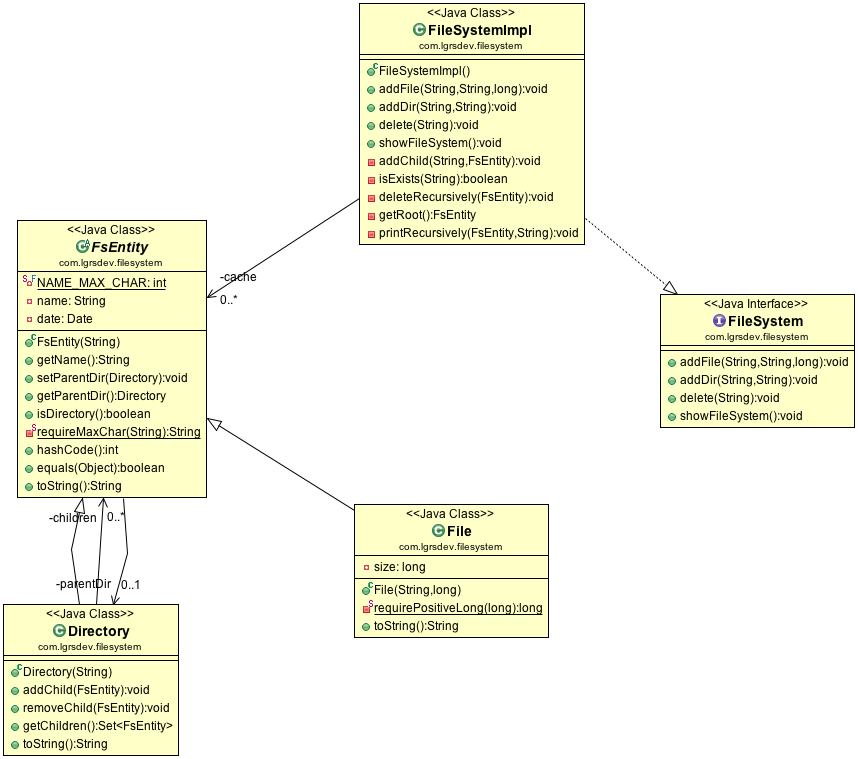 <<Java Class>>
FileSystemImpl
com.lgrsdev.filesystem
FileSystemImpl()
addFile(String,String,long):void
addDir(String,String):void
delete(String):void
showFileSystem():void
addChild(String,FsEntity):void
isExists(String):boolean
deleteRecursively(FsEntity):void
getRoot():FsEntity
printRecursively(FsEntity,String):void
<<Java Class>>
FsEntity
com.lgrsdev.filesystem
NAME_MAX_CHAR: int
name: String
date: Date
FsEntity(String)
getName():String
setParentDir(Directory):void
getParentDir():Directory
isDirectory():boolean
requireMaxChar(String):String
hashCode():int
equals(Object):boolean
toString():String
-cache
0..*
<<Java Interface>>
FileSystem
com.lgrsdev.filesystem
addFile(String,String,long):void
addDir(String,String):void
delete(String):void
showFileSystem():void
-children
0..*
-parentDir
0..1
<<Java Class>>
File
com.lgrsdev.filesystem
size: long
File(String,long)
requirePositiveLong(long):long
toString():String
<<Java Class>>
Directory
com.lgrsdev.filesystem
Directory(String)
addChild(FsEntity):void
removeChild(FsEntity):void
getChildren():Set<FsEntity>
toString():String